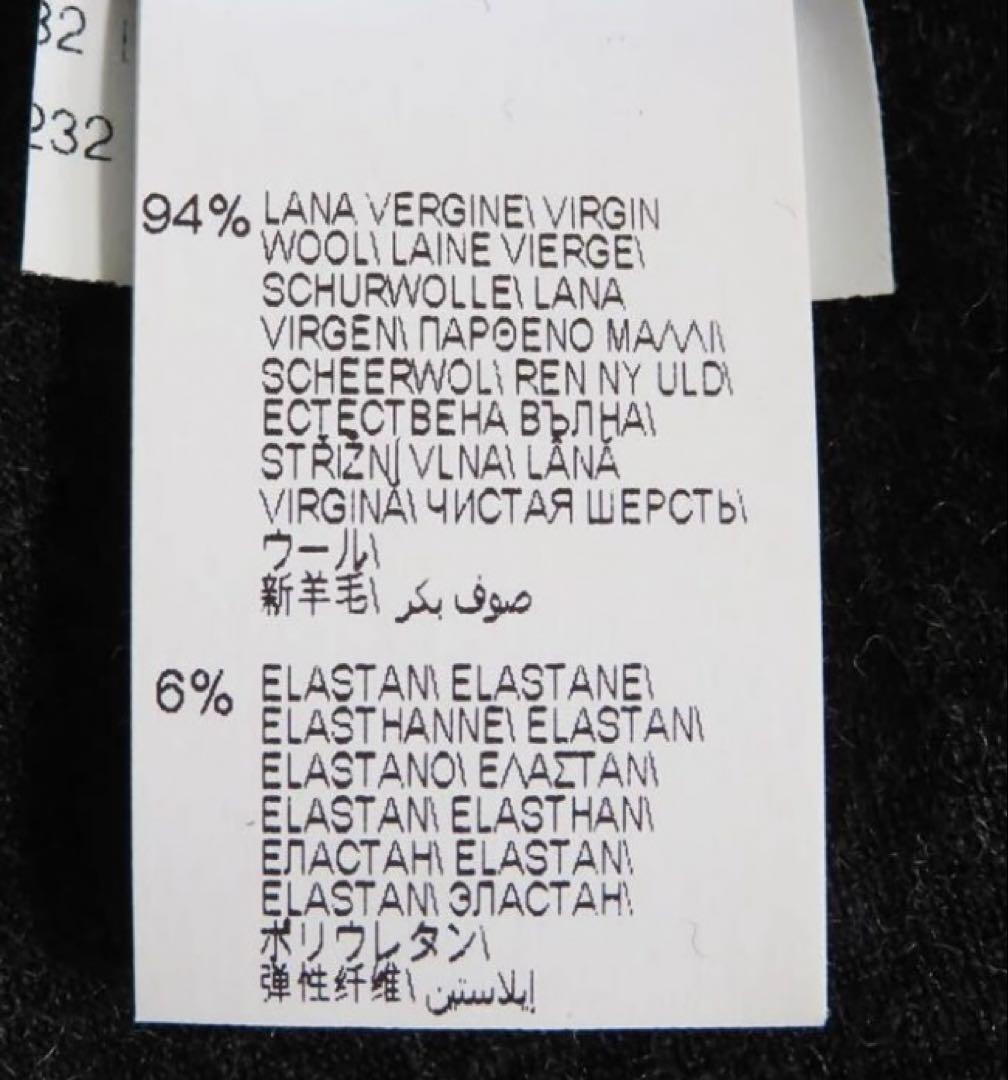 232
94% LANA VERGINE\ VIRGIN
WOOL\ LAINE VIERGE\
SCHURWOLLE\ LANA
VIRGEN\ ΠΑΡΘΕΝΟ ΜΑΛΛΙ\
SCHEERWOL\ REN NY ULD\
ЕСТЕСТВЕНА ВЪЛНА\
STŘIŽNÍ VLNA\ LÂNĂ
VIRGINĂ\ ЧИСТАЯ ШЕРСТЬ\
ウール\
新羊毛\ صوف بكر
6% ELASTAN\ ELASTANE\
ELASTHANNE\ ELASTAN\
ELASTANO\ ΕΛΑΣΤΑΝ\
ELASTAN\ ELASTHAN\
ЕЛАСТАН\ ELASTAN\
ELASTAN\ ЭЛАСТАН\
ポリウレタン\
弹性纤维\ إيلاستين